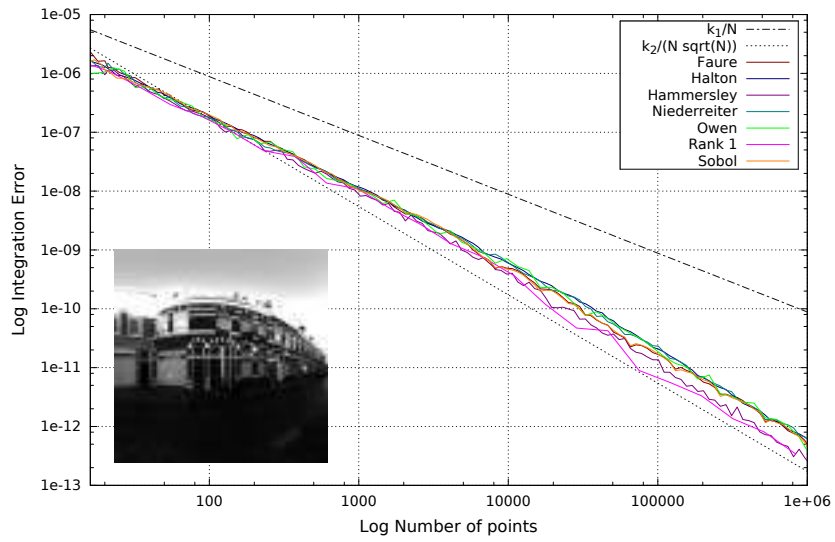 1e-05
1e-06
1e-07
1e-08
1e-09
1e-10
1e-11
1e-12
1e-13
Log Integration Error
k1/N
k2/(N sqrt(N))
Faure
Halton
Hammersley
Niederreiter
Owen
Rank 1
Sobol
100
1000
10000
100000
1e+06
Log Number of points